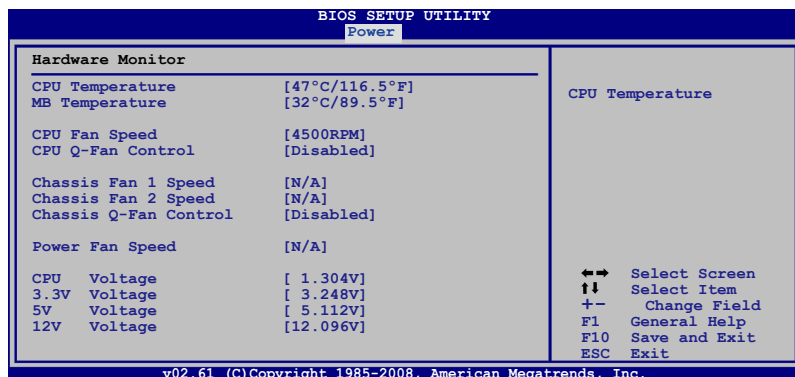 BIOS SETUP UTILITY
Power
Hardware Monitor
CPU Temperature [47°C/116.5°F]
MB Temperature [32°C/89.5°F]
CPU Fan Speed [4500RPM]
CPU Q-Fan Control [Disabled]
Chassis Fan 1 Speed [N/A]
Chassis Fan 2 Speed [N/A]
Chassis Q-Fan Control [Disabled]
Power Fan Speed [N/A]
CPU Voltage [ 1.304V]
3.3V Voltage [ 3.248V]
5V Voltage [ 5.112V]
12V Voltage [12.096V]
CPU Temperature
←→ Select Screen
↑↓ Select Item
+- Change Field
F1 General Help
F10 Save and Exit
ESC Exit
v02.61 (C)Copyright 1985-2008, American Megatrends, Inc.